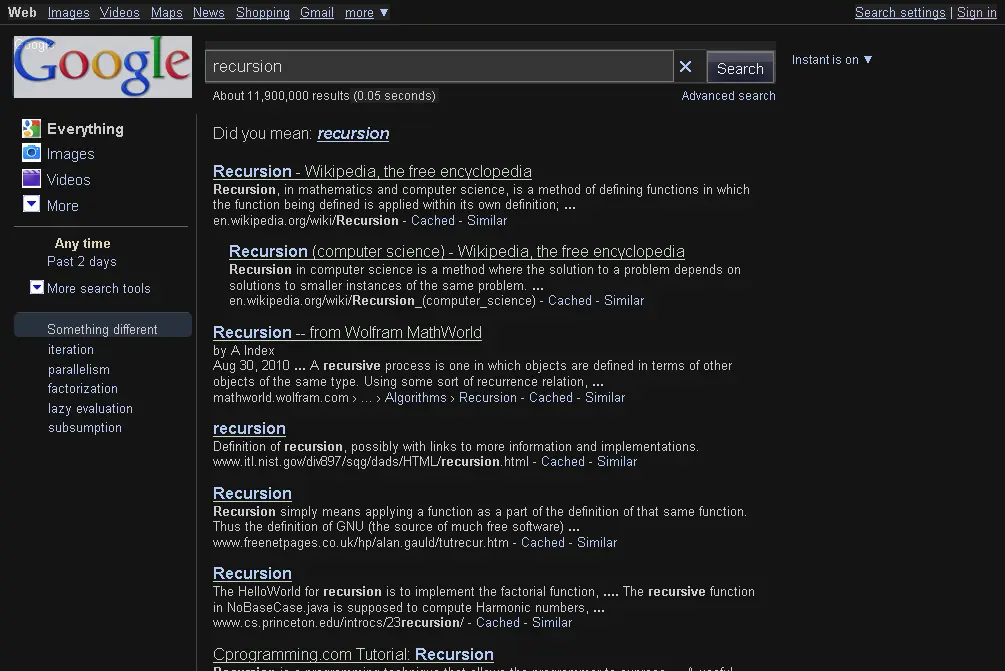 Web Images Videos Maps News Shopping Gmail more ▼
Search settings | Sign in
Google
recursion
Search
Instant is on ▼
About 11,900,000 results (0.05 seconds)
Advanced search
Everything
Images
Videos
More
Any time
Past 2 days
More search tools
Something different
iteration
parallelism
factorization
lazy evaluation
subsumption
Did you mean: recursion
Recursion - Wikipedia, the free encyclopedia
Recursion, in mathematics and computer science, is a method of defining functions in which
the function being defined is applied within its own definition; ...
en.wikipedia.org/wiki/Recursion - Cached - Similar
Recursion (computer science) - Wikipedia, the free encyclopedia
Recursion in computer science is a method where the solution to a problem depends on
solutions to smaller instances of the same problem. ...
en.wikipedia.org/wiki/Recursion_(computer_science) - Cached - Similar
Recursion -- from Wolfram MathWorld
by A Index
Aug 30, 2010 ... A recursive process is one in which objects are defined in terms of other
objects of the same type. Using some sort of recurrence relation, ...
mathworld.wolfram.com › ... › Algorithms › Recursion - Cached - Similar
recursion
Definition of recursion, possibly with links to more information and implementations.
www.itl.nist.gov/div897/sqg/dads/HTML/recursion.html - Cached - Similar
Recursion
Recursion simply means applying a function as a part of the definition of that same function.
Thus the definition of GNU (the source of much free software) ...
www.freenetpages.co.uk/hp/alan.gauld/tutrecur.htm - Cached - Similar
Recursion
The HelloWorld for recursion is to implement the factorial function, .... The recursive function
in NoBaseCase.java is supposed to compute Harmonic numbers, ...
www.cs.princeton.edu/introcs/23recursion/ - Cached - Similar
Cprogramming.com Tutorial: Recursion